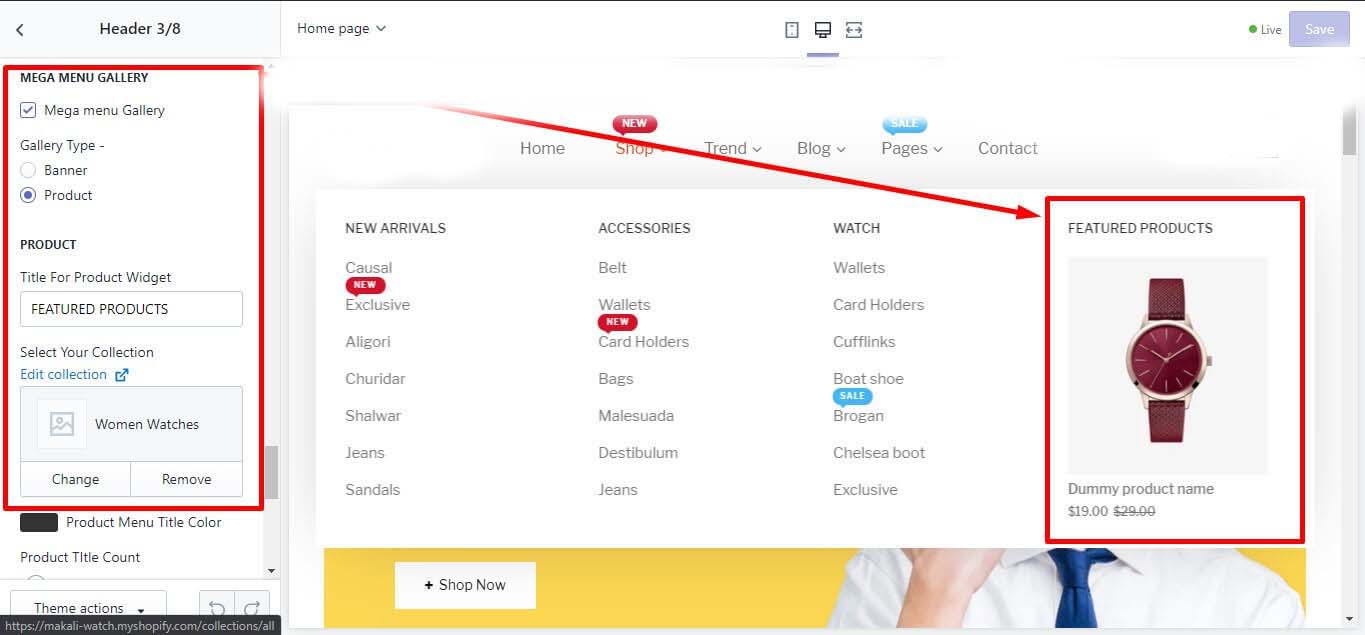 Header 3/8
Home page
Live
Save
MEGA MENU GALLERY
Mega menu Gallery
Gallery Type -
Banner
Product
PRODUCT
Title For Product Widget
FEATURED PRODUCTS
Select Your Collection
Edit collection
Women Watches
Change Remove
Product Menu Title Color
Product TItle Count
Theme actions
https://makali-watch.myshopify.com/collections/all
NEW
SALE
Home Shop Trend Blog Pages Contact
NEW ARRIVALS
Causal
NEW
Exclusive
Aligori
Churidar
Shalwar
Jeans
Sandals
ACCESSORIES
Belt
Wallets
NEW
Card Holders
Bags
Malesuada
Destibulum
Jeans
WATCH
Wallets
Card Holders
Cufflinks
Boat shoe
SALE
Brogan
Chelsea boot
Exclusive
FEATURED PRODUCTS
Dummy product name
$19.00 $29.00
+ Shop Now